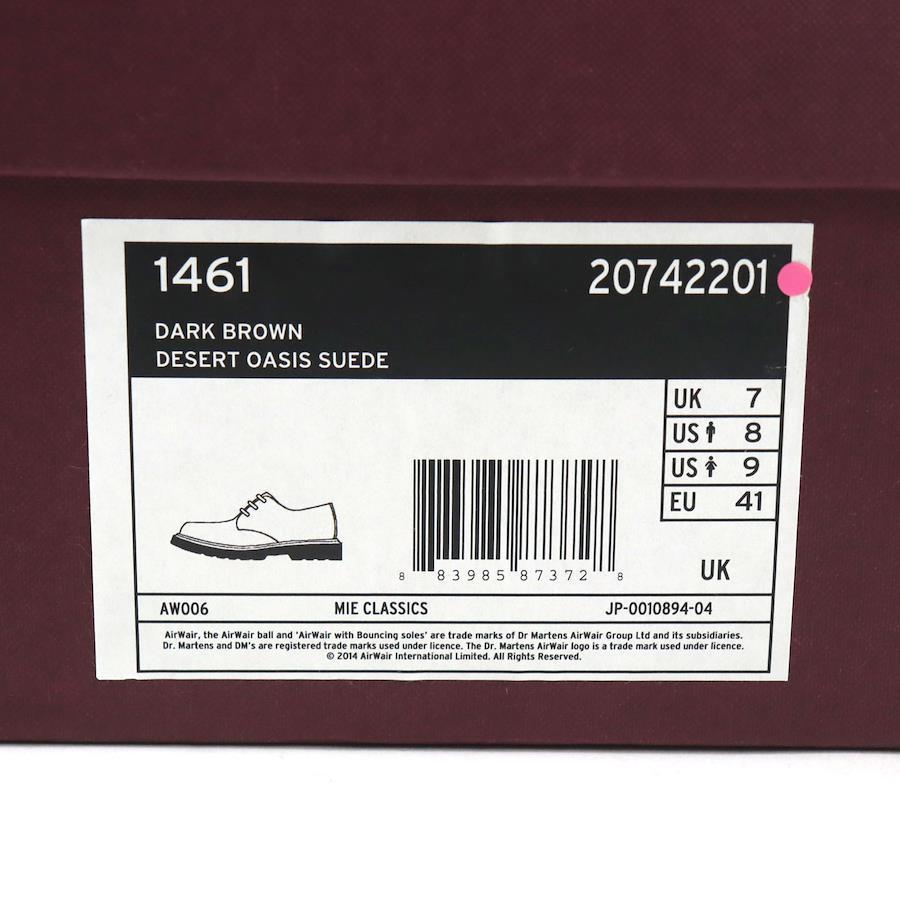 1461 20742201
DARK BROWN
DESERT OASIS SUEDE
UK 7
US 8
US 9
EU 41
8 83985 87372 8
UK
AW006 MIE CLASSICS JP-0010894-04
AirWair, the AirWair ball and 'AirWair with Bouncing soles' are trade marks of Dr Martens AirWair Group Ltd and its subsidiaries.
Dr. Martens and DM's are registered trade marks used under licence. The Dr. Martens AirWair logo is a trade mark used under licence.
© 2014 AirWair International Limited. All Rights Reserved.